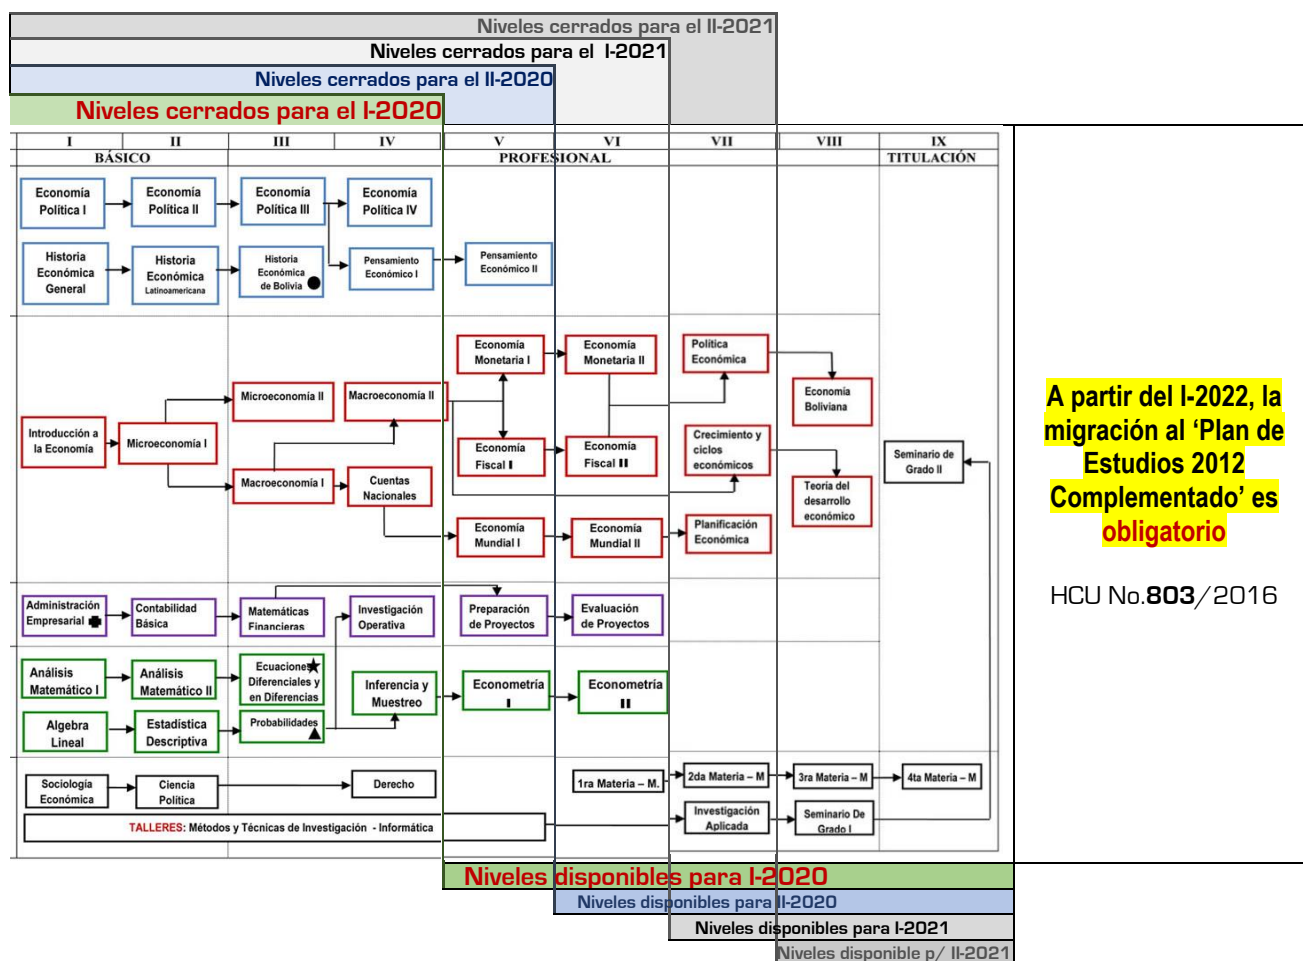 Niveles cerrados para el II-2021
Niveles cerrados para el I-2021
Niveles cerrados para el II-2020
Niveles cerrados para el I-2020
I II III IV V VI VII VIII IX
BÁSICO PROFESIONAL TITULACIÓN
Economía
Política I
Economía
Política II
Economía
Política III
Economía
Política IV
Historia
Económica
General
Historia
Económica
Latinoamericana
Historia
Económica
de Bolivia
Pensamiento
Económico I
Pensamiento
Económico II
Economía
Monetaria I
Economía
Monetaria II
Política
Económica
Microeconomía II
Macroeconomía II
Economía
Boliviana
Introducción a
la Economía
Microeconomía I
Economía
Fiscal I
Economía
Fiscal II
Crecimiento y
ciclos
económicos
Seminario de
Grado II
Macroeconomía I
Cuentas
Nacionales
Teoría del
desarrollo
económico
Economía
Mundial I
Economía
Mundial II
Planificación
Económica
Administración
Empresarial
Contabilidad
Básica
Matemáticas
Financieras
Investigación
Operativa
Preparación
de Proyectos
Evaluación
de Proyectos
Análisis
Matemático I
Análisis
Matemático II
Ecuaciones
Diferenciales y
en Diferencias
Inferencia y
Muestreo
Econometría
I
Econometría
II
Algebra
Lineal
Estadística
Descriptiva
Probabilidades
Sociología
Económica
Ciencia
Política
Derecho
1ra Materia – M.
2da Materia – M
3ra Materia – M
4ta Materia – M
TALLERES: Métodos y Técnicas de Investigación - Informática
Investigación
Aplicada
Seminario De
Grado I
A partir del I-2022, la
migración al ‘Plan de
Estudios 2012
Complementado’ es
obligatorio
HCU No.803/2016
Niveles disponibles para I-2020
Niveles disponibles para II-2020
Niveles disponibles para I-2021
Niveles disponible p/ II-2021